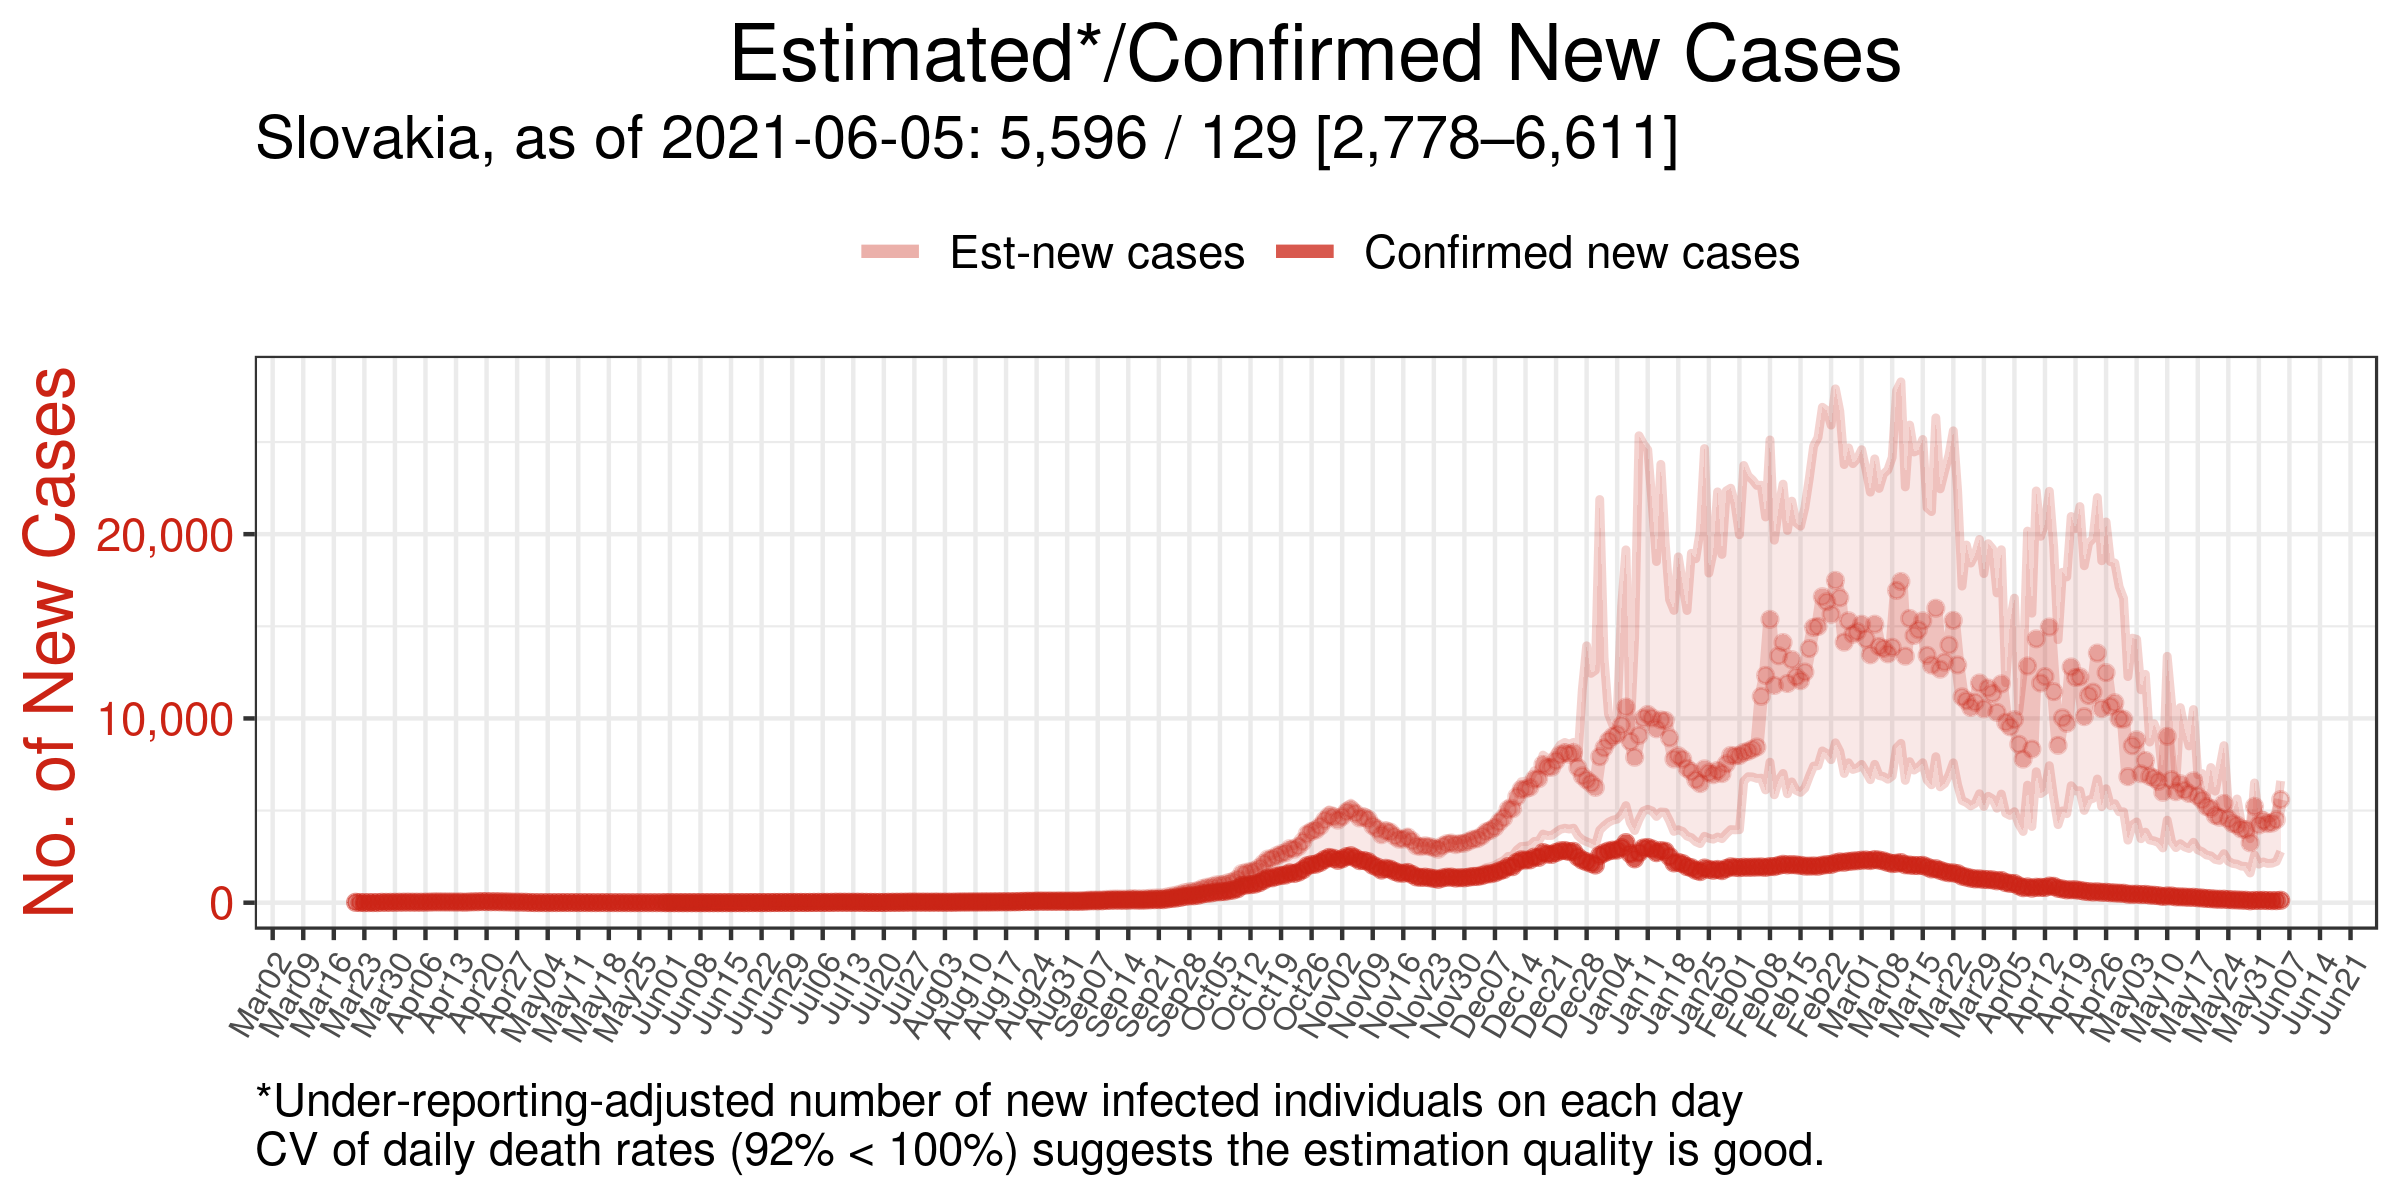 Estimated*/Confirmed New Cases
Slovakia, as of 2021-06-05: 5,596 / 129 [2,778–6,611]
Est-new cases
Confirmed new cases
No. of New Cases
20,000
10,000
0
Mar02
Mar09
Mar16
Mar23
Mar30
Apr06
Apr13
Apr20
Apr27
May04
May11
May18
May25
Jun01
Jun08
Jun15
Jun22
Jun29
Jul06
Jul13
Jul20
Jul27
Aug03
Aug10
Aug17
Aug24
Aug31
Sep07
Sep14
Sep21
Sep28
Oct05
Oct12
Oct19
Oct26
Nov02
Nov09
Nov16
Nov23
Nov30
Dec07
Dec14
Dec21
Dec28
Jan04
Jan11
Jan18
Jan25
Feb01
Feb08
Feb15
Feb22
Mar01
Mar08
Mar15
Mar22
Mar29
Apr05
Apr12
Apr19
Apr26
May03
May10
May17
May24
May31
Jun07
Jun14
Jun21
*Under-reporting-adjusted number of new infected individuals on each day
CV of daily death rates (92% < 100%) suggests the estimation quality is good.